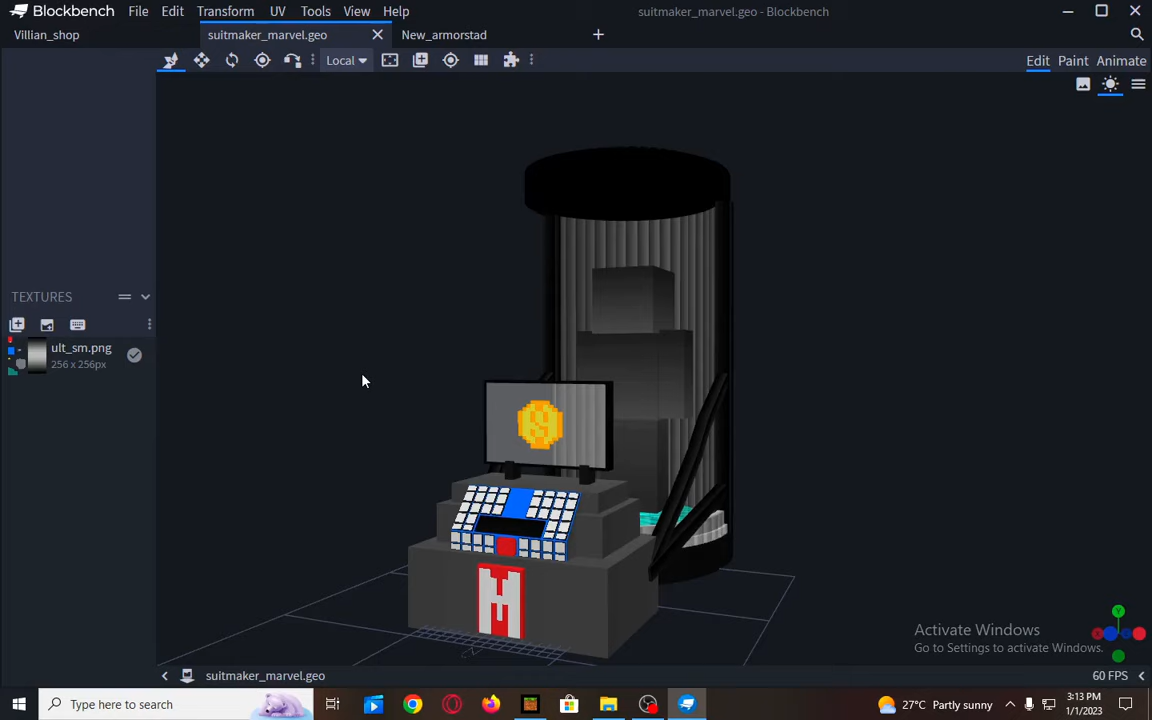 Blockbench File Edit Transform UV Tools View Help suitmaker_marvel.geo - Blockbench
Villian_shop suitmaker_marvel.geo New_armorstad
Local Edit Paint Animate
TEXTURES
ult_sm.png
256 x 256px
Activate Windows
Go to Settings to activate Windows.
Y
suitmaker_marvel.geo 60 FPS
Type here to search 27°C Partly sunny 3:13 PM
1/1/2023